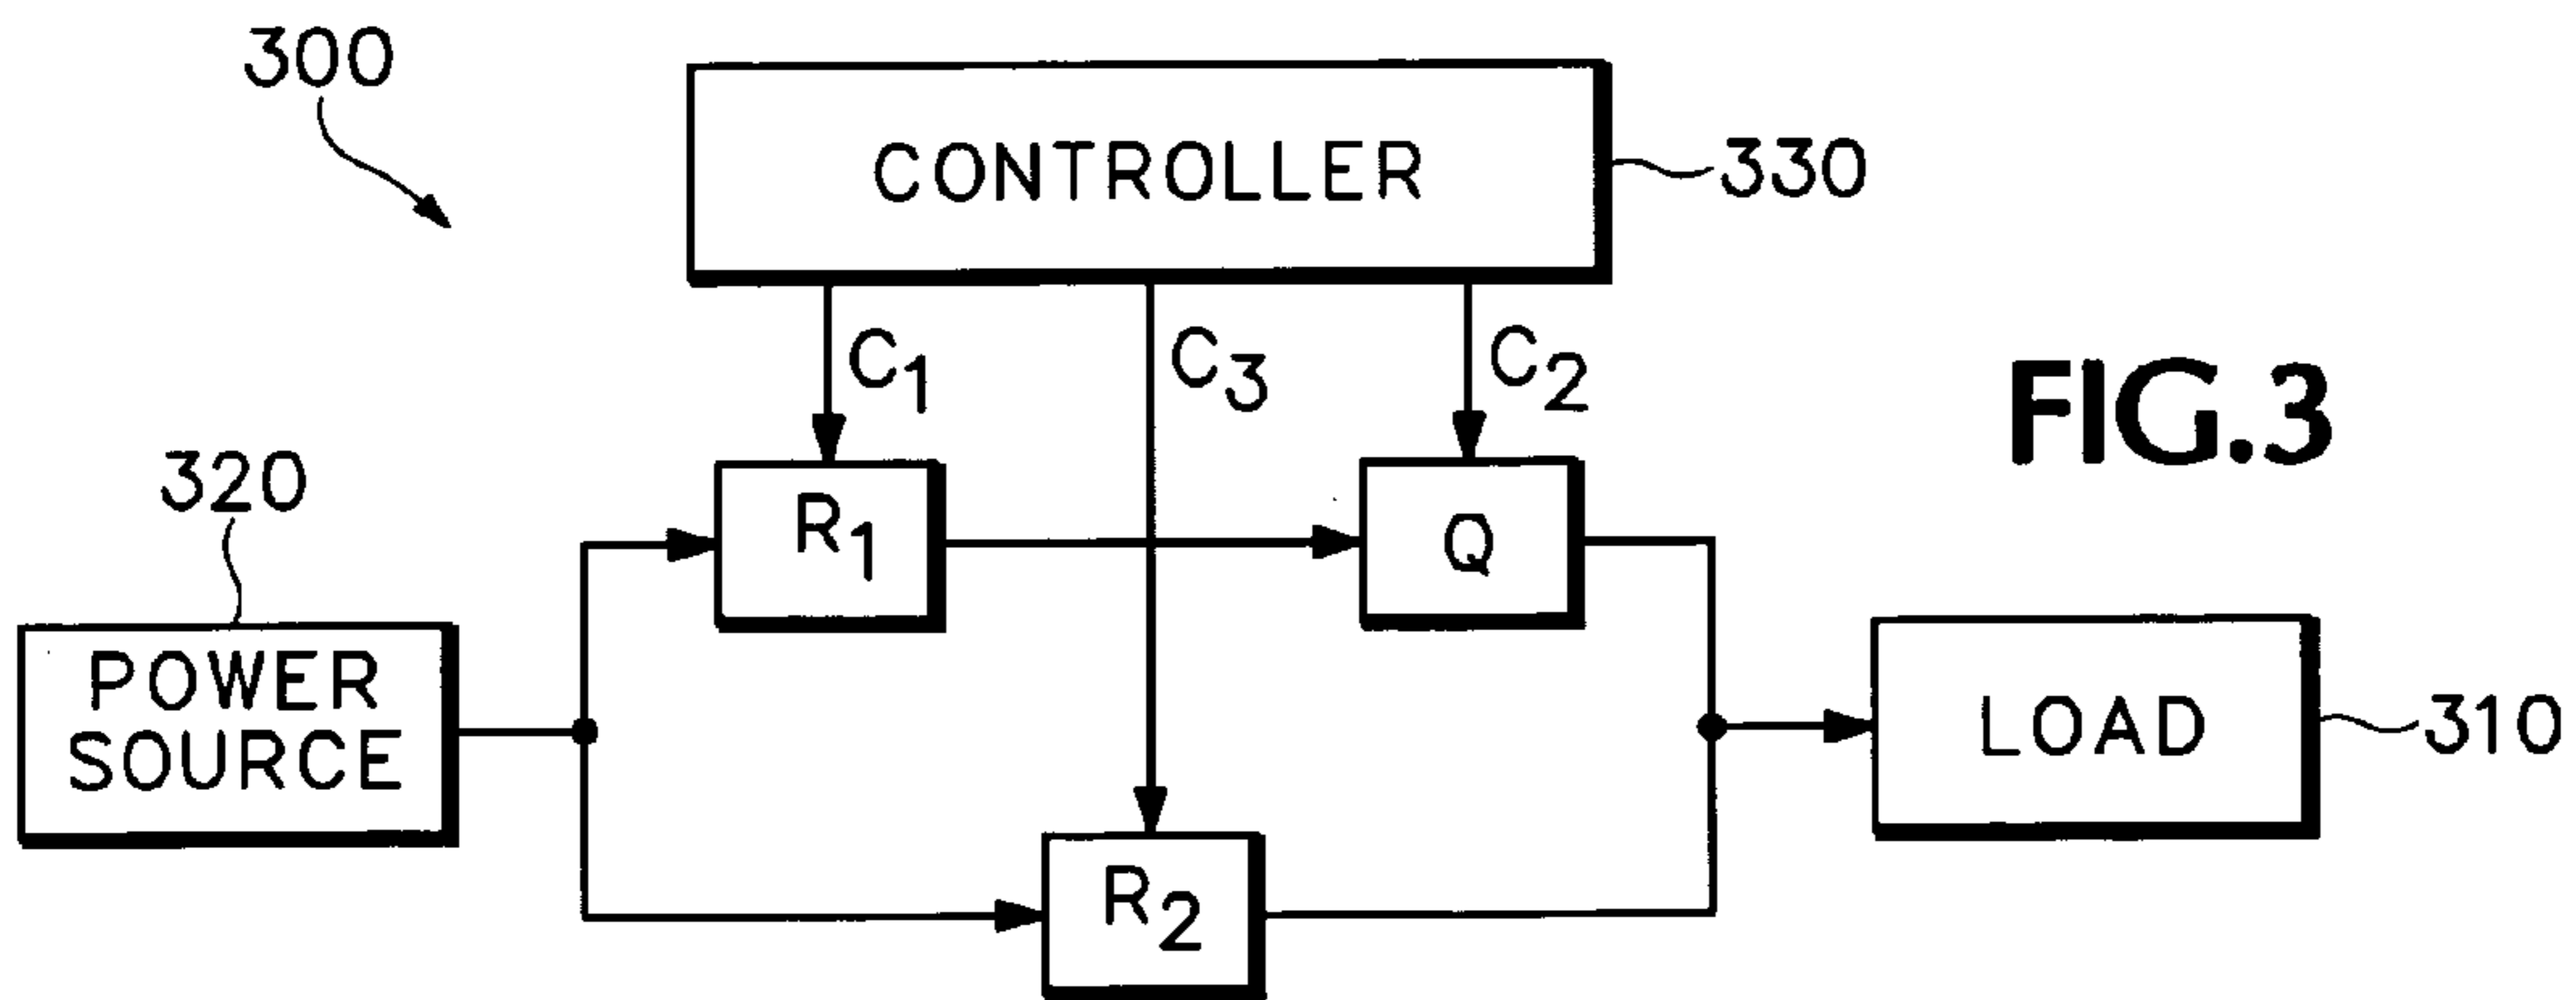 300
CONTROLLER
330
C1
C3
C2
FIG.3
320
R1
Q
POWER
SOURCE
LOAD
310
R2